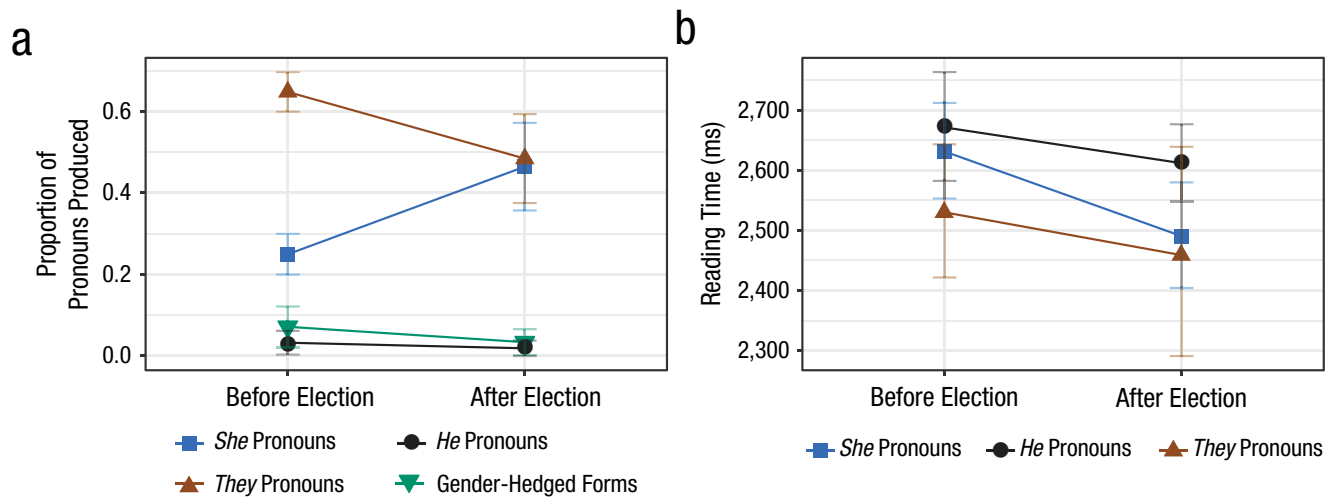 a
Proportion of
Pronouns Produced
0.6
0.4
0.2
0.0
Before Election
After Election
She Pronouns
He Pronouns
They Pronouns
Gender-Hedged Forms
b
Reading Time (ms)
2,700
2,600
2,500
2,400
2,300
Before Election
After Election
She Pronouns
He Pronouns
They Pronouns